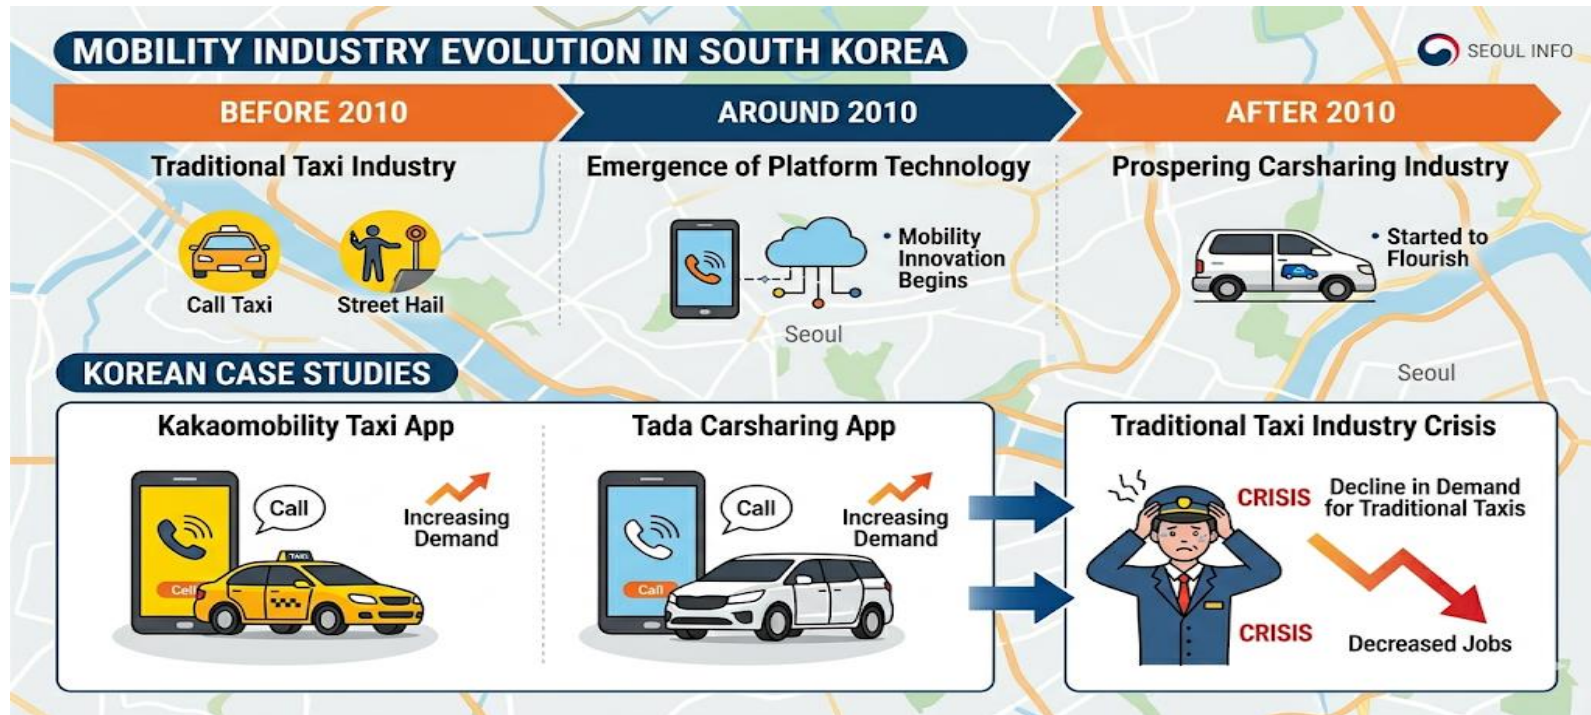 MOBILITY INDUSTRY EVOLUTION IN SOUTH KOREA
SEOUL INFO
BEFORE 2010
AROUND 2010
AFTER 2010
Traditional Taxi Industry
Call Taxi
Street Hail
Emergence of Platform Technology
• Mobility
Innovation
Begins
Seoul
Prospering Carsharing Industry
• Started to
Flourish
Seoul
KOREAN CASE STUDIES
Kakaomobility Taxi App
Call
Cell
TAXI
Increasing
Demand
Tada Carsharing App
Call
Call
Increasing
Demand
Traditional Taxi Industry Crisis
CRISIS
Decline in Demand
for Traditional Taxis
CRISIS
Decreased Jobs